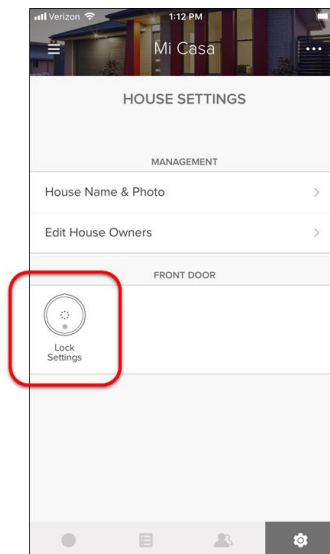 Verizon 1:12 PM
Mi Casa
HOUSE SETTINGS
MANAGEMENT
House Name & Photo
Edit House Owners
FRONT DOOR
Lock
Settings